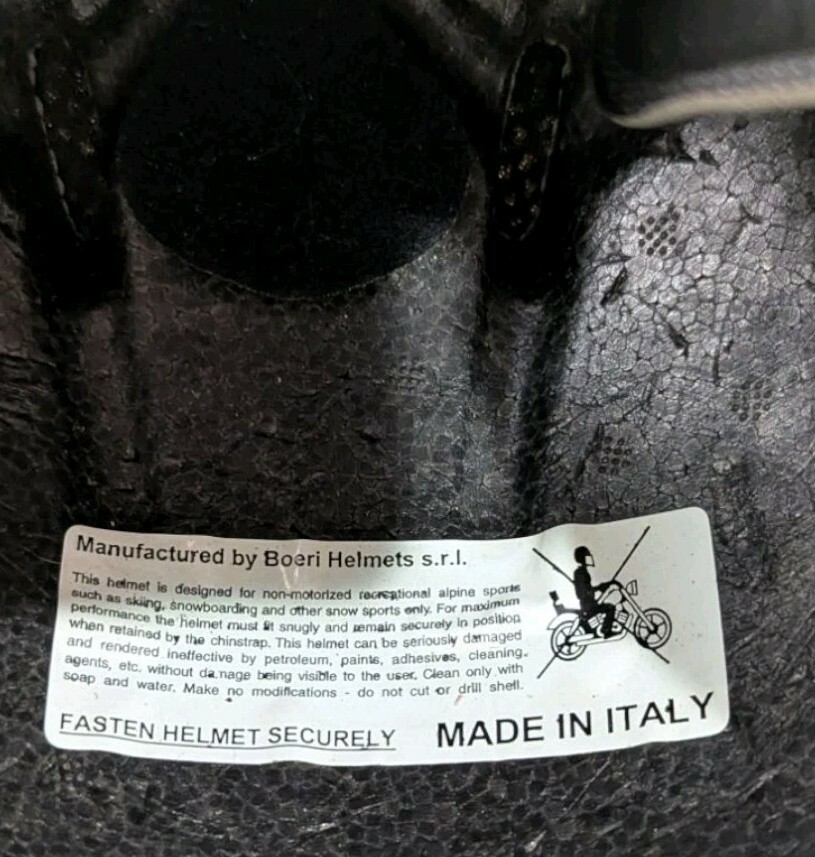 Manufactured by Boeri Helmets s.r.l.
This helmet is designed for non-motorized recreational alpine sports
such as skiing, snowboarding and other snow sports only. For maximum
performance the helmet must fit snugly and remain securely in position
when retained by the chinstrap. This helmet can be seriously damaged
and rendered ineffective by petroleum, paints, adhesives, cleaning
agents, etc. without damage being visible to the user. Clean only with
soap and water. Make no modifications - do not cut or drill shell.
FASTEN HELMET SECURELY
MADE IN ITALY